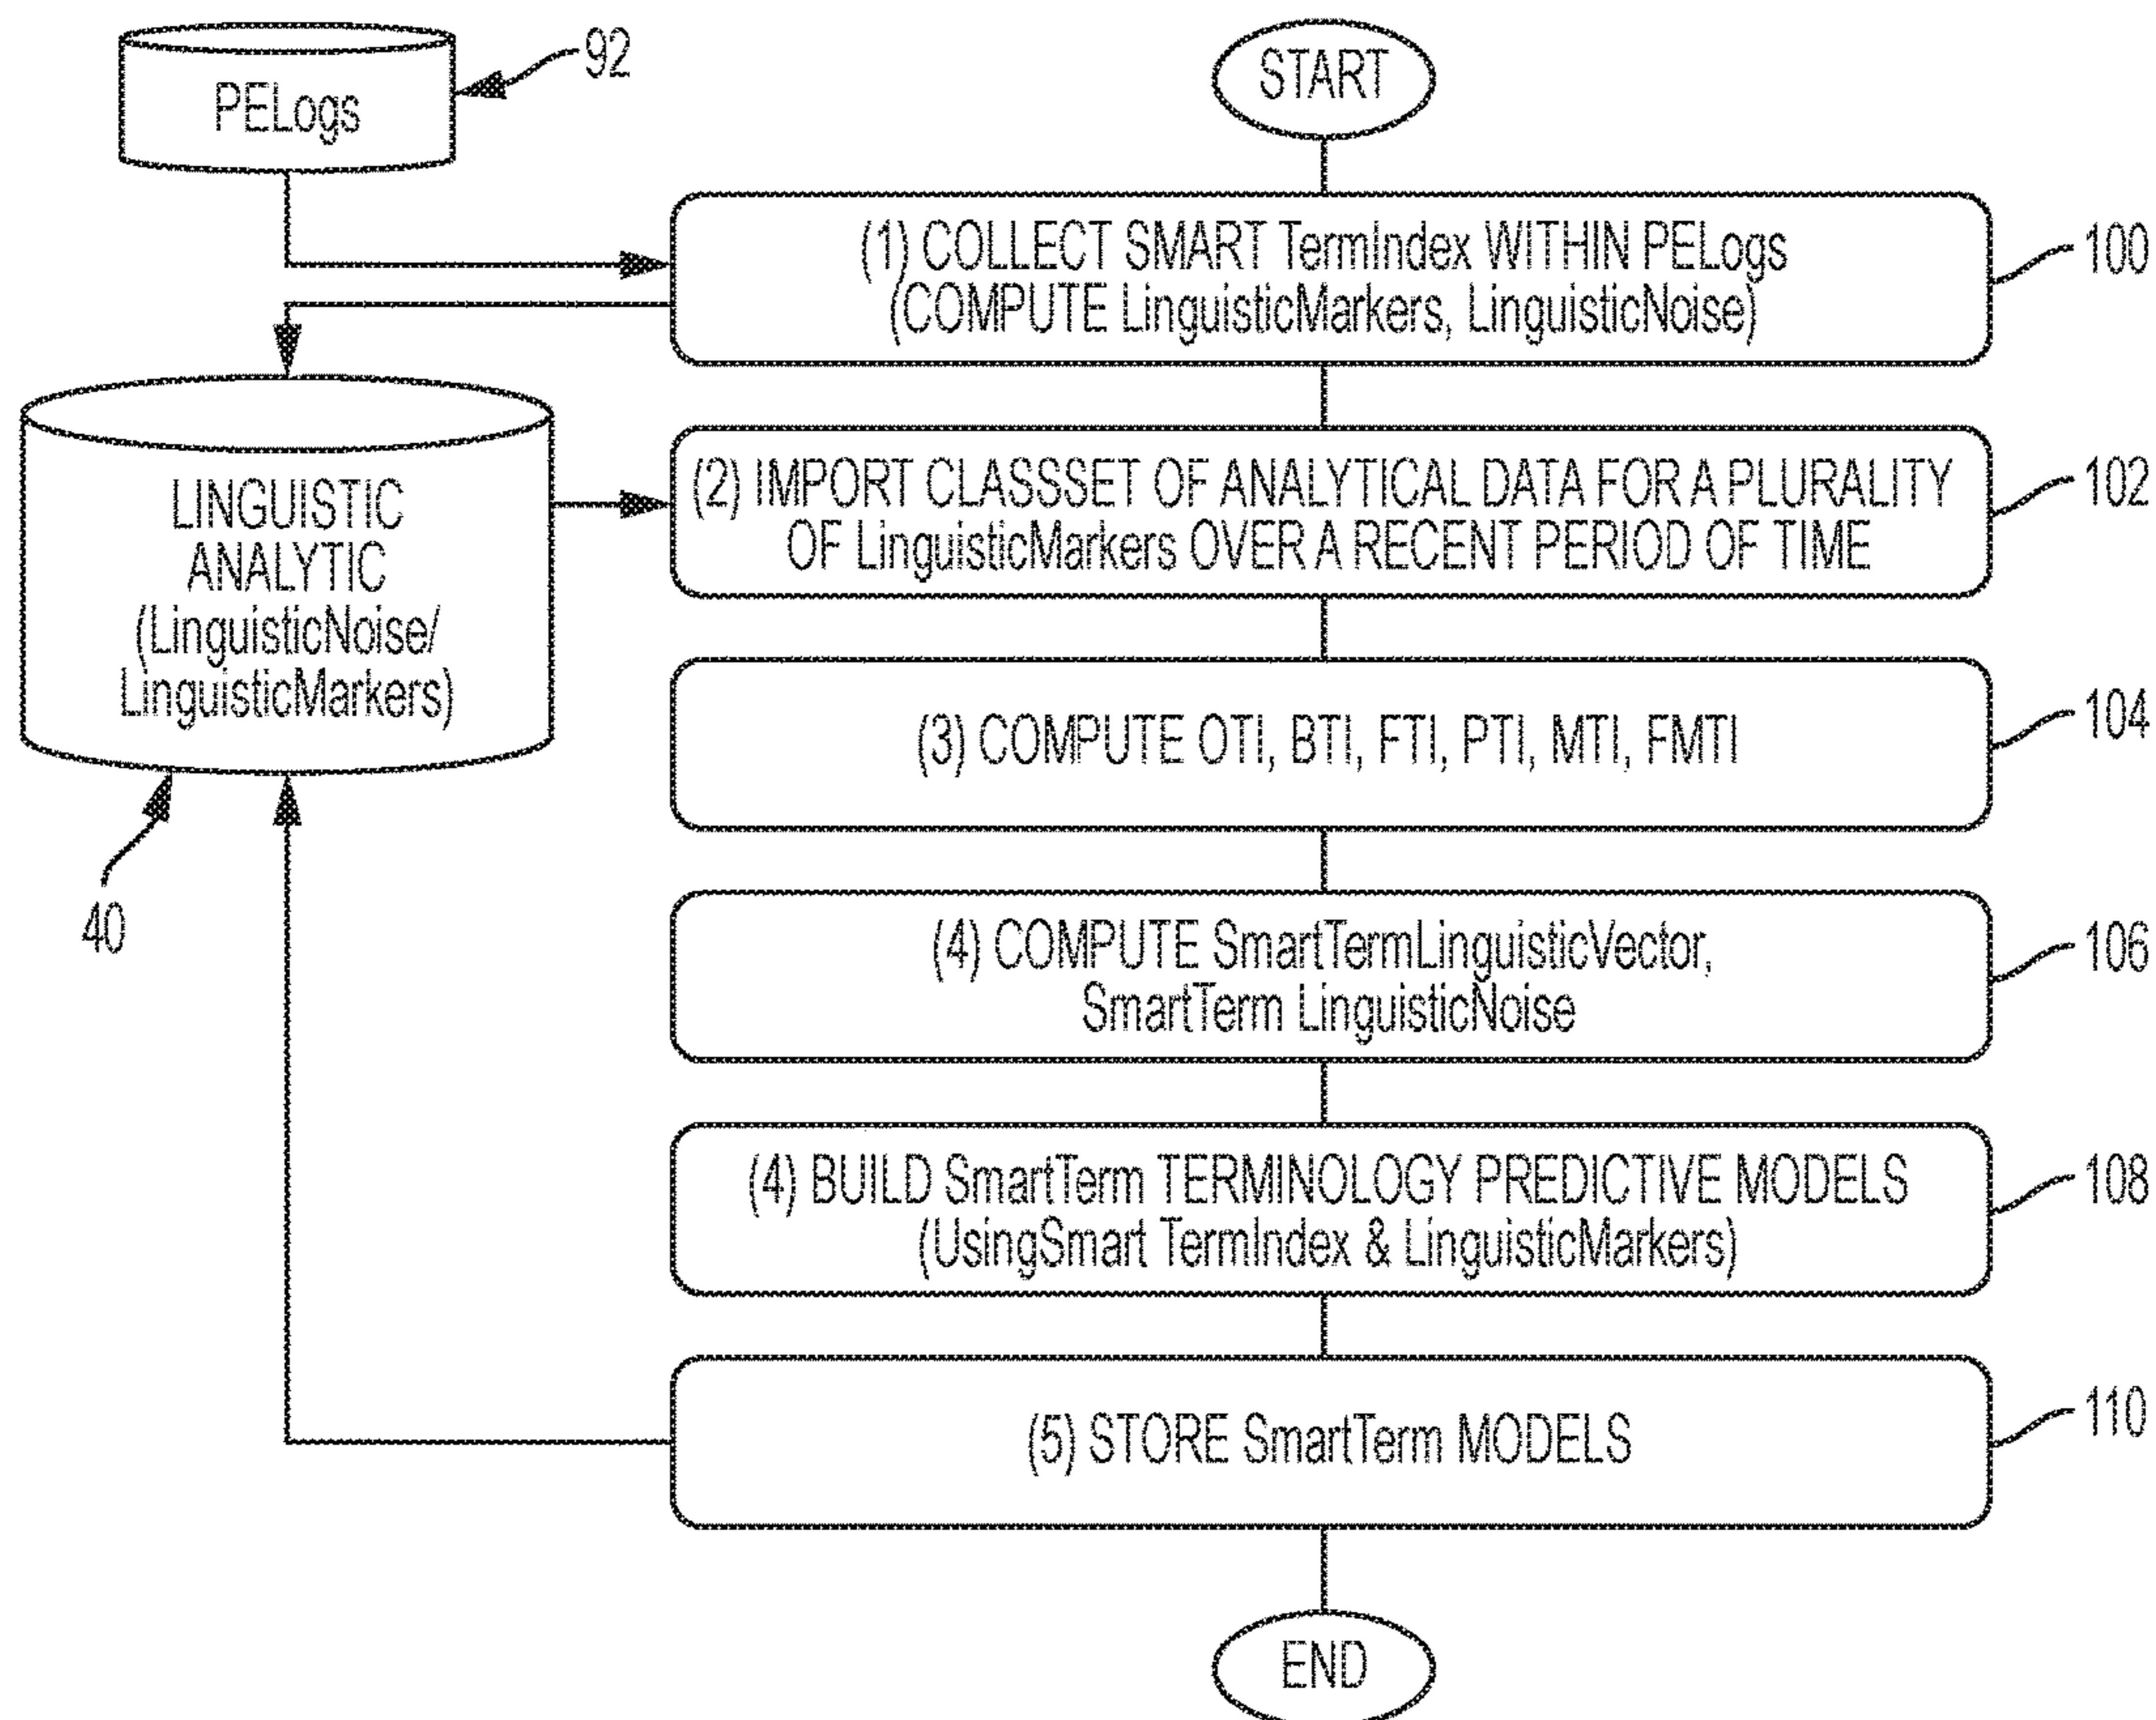 PELogs
92
START
(1) COLLECT SMART TermIndex WITHIN PELogs
(COMPUTE LinguisticMarkers, LinguisticNoise)
100
LINGUISTIC
ANALYTIC
(LinguisticNoise/
LinguisticMarkers)
40
(2) IMPORT CLASSSET OF ANALYTICAL DATA FOR A PLURALITY
OF LinguisticMarkers OVER A RECENT PERIOD OF TIME
102
(3) COMPUTE OTI, BTI, FTI, PTI, MTI, FMTI
104
(4) COMPUTE SmartTermLinguisticVector,
SmartTerm LinguisticNoise
106
(4) BUILD SmartTerm TERMINOLOGY PREDICTIVE MODELS
(UsingSmart TermIndex & LinguisticMarkers)
108
(5) STORE SmartTerm MODELS
110
END